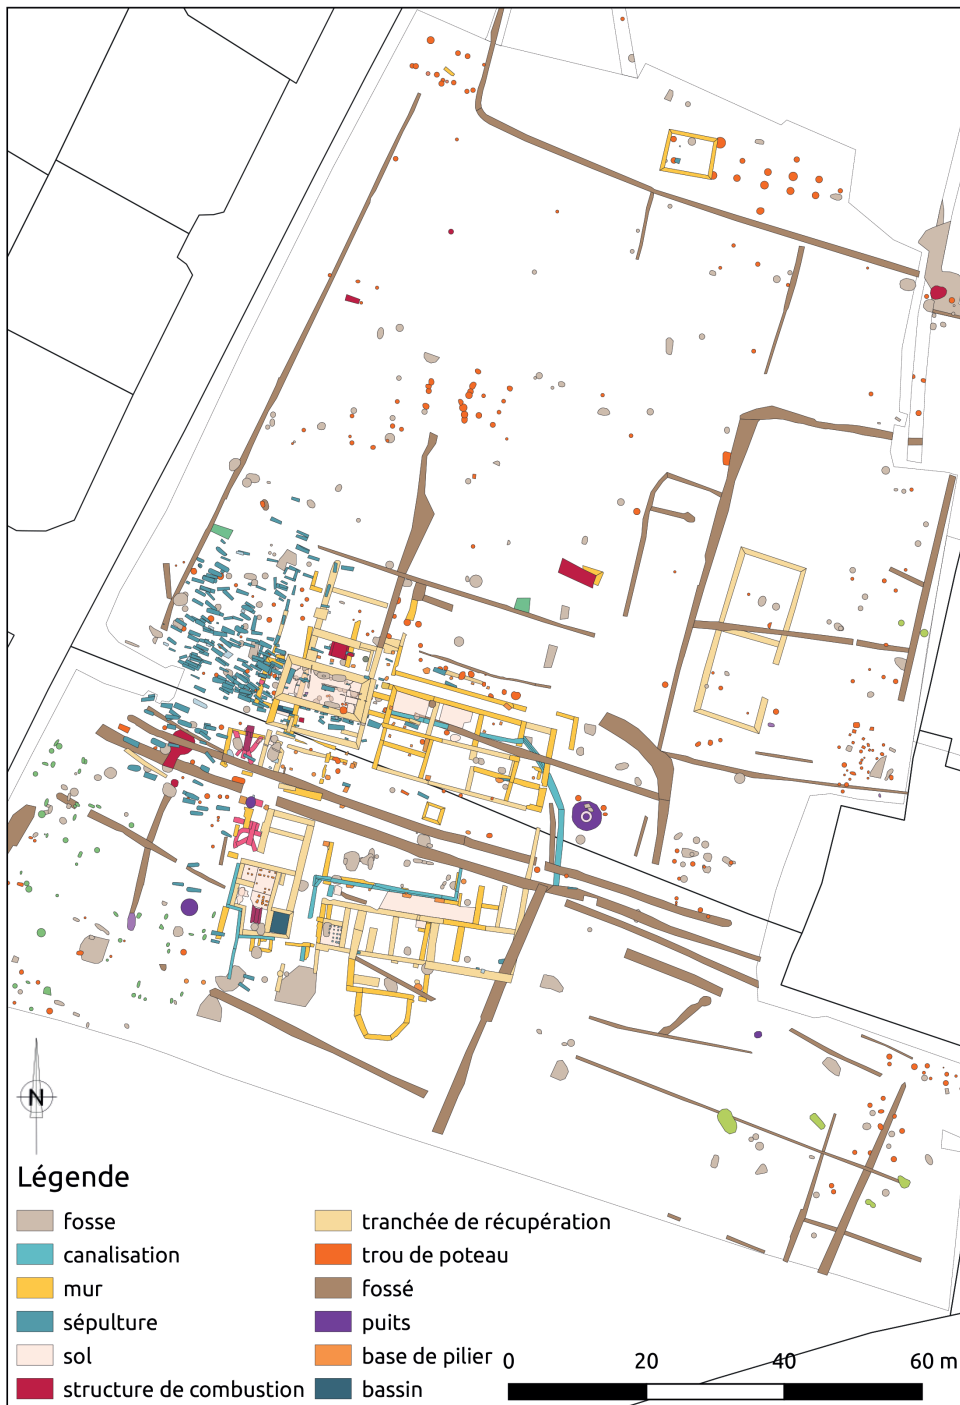 N
Légende
fosse
canalisation
mur
sépulture
sol
structure de combustion
tranchée de récupération
trou de poteau
fossé
puits
base de pilier
bassin
0 20 40 60 m